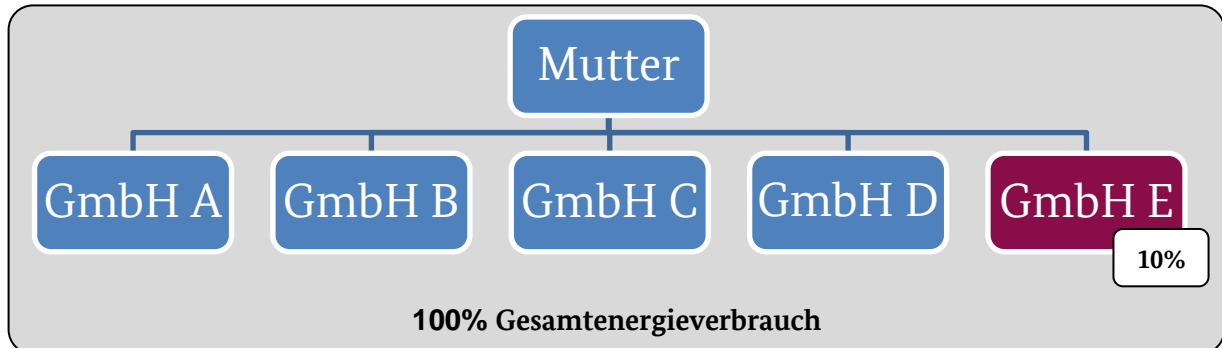 Mutter
GmbH A
GmbH B
GmbH C
GmbH D
GmbH E
10%
100% Gesamtenergieverbrauch